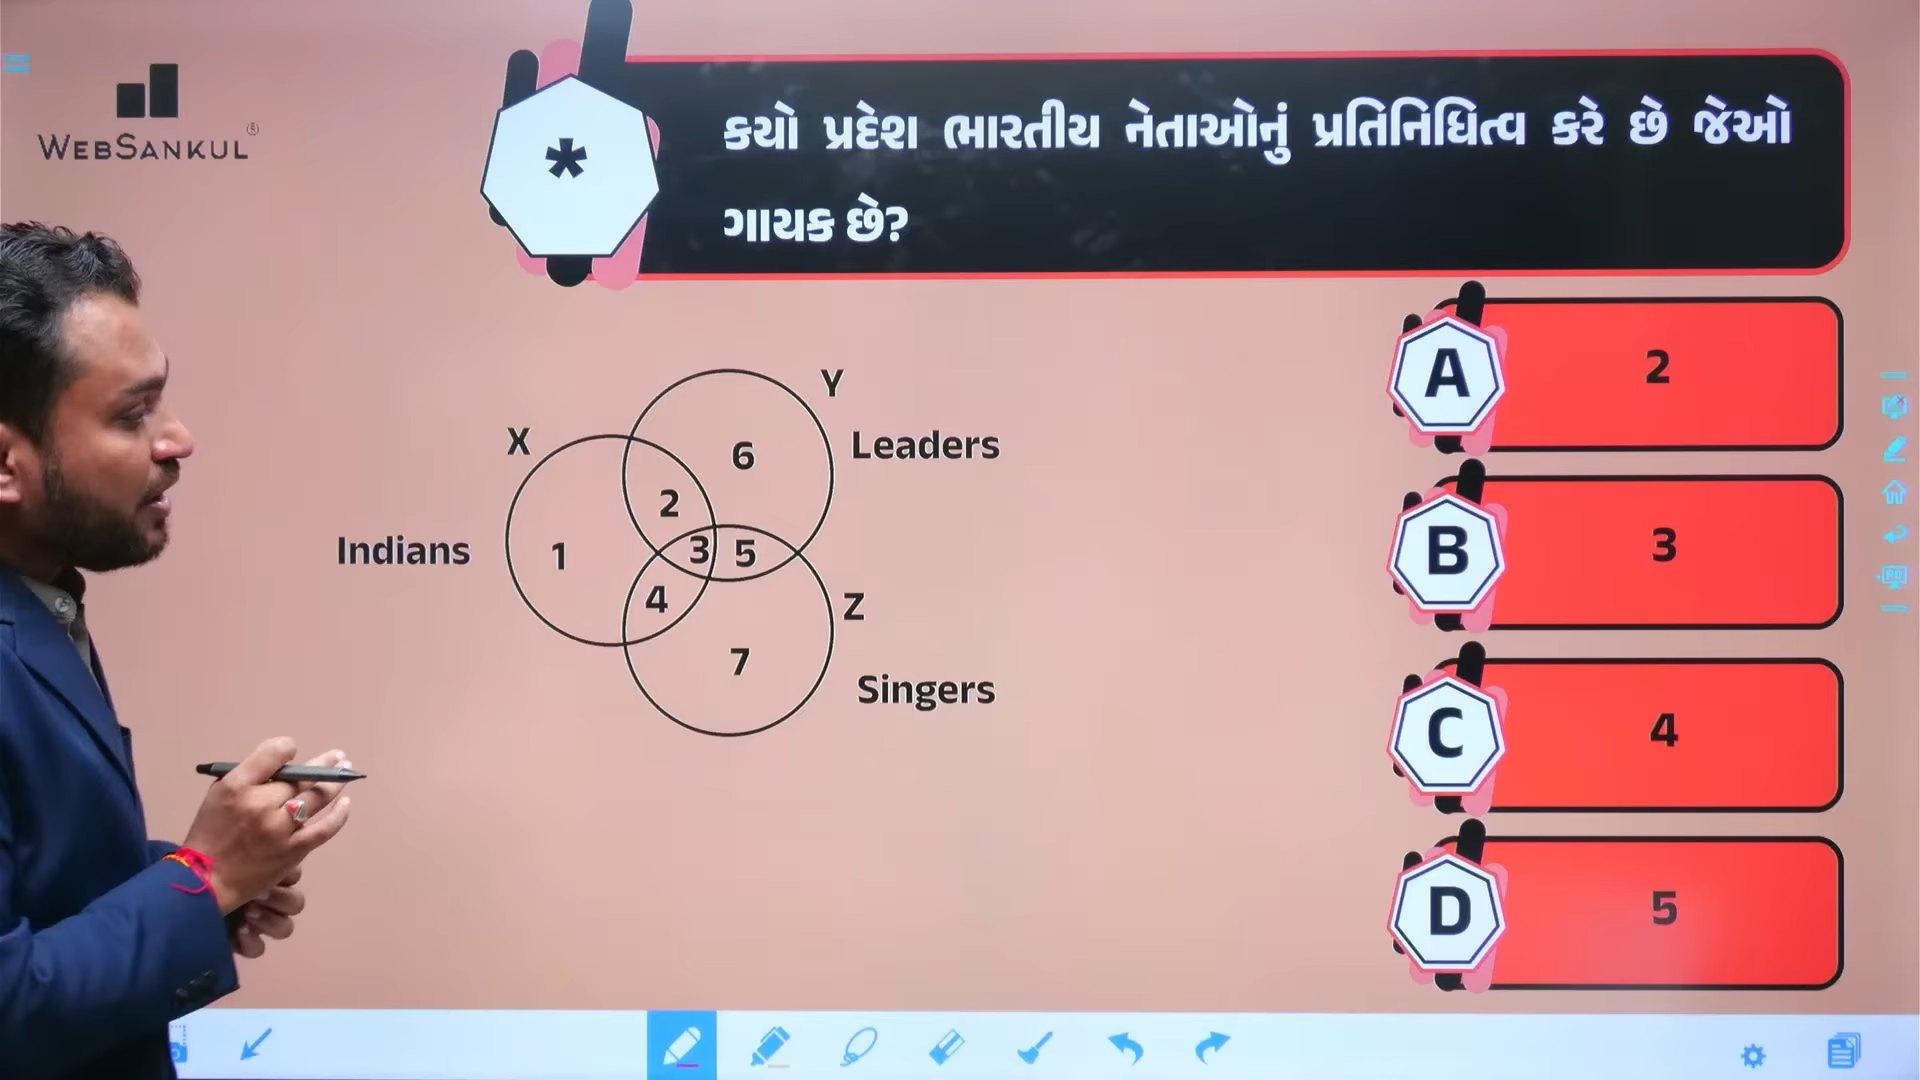 WEBSANKUL
*
કયો પ્રદેશ ભારતીય નેતાઓનું પ્રતિનિધિત્વ કરે છે જેઓ
ગાયક છે?
X
Y
Leaders
6
2
Indians
1
3
5
4
Z
7
Singers
A
2
B
3
C
4
D
5